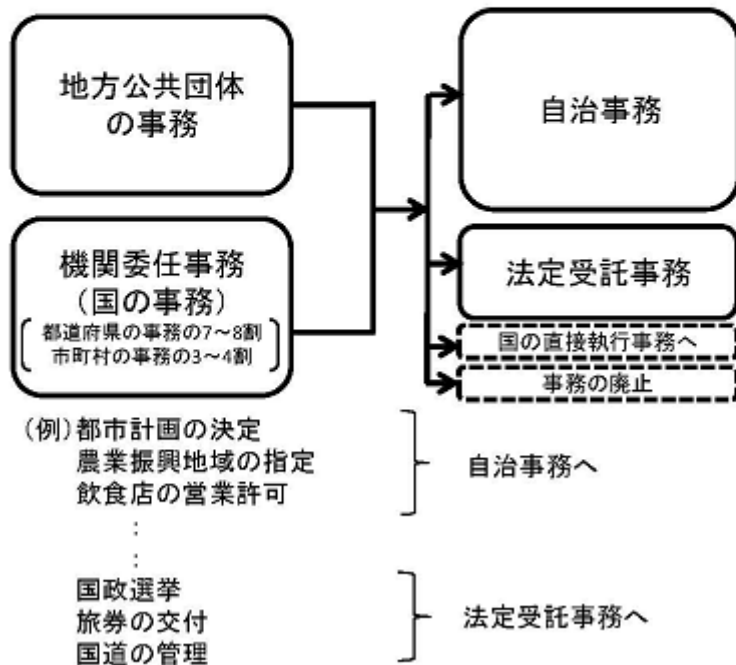 地方公共団体
の事務
機関委任事務
(国の事務)
都道府県の事務の7～8割
市町村の事務の3～4割
自治事務
法定受託事務
国の直接執行事務へ
事務の廃止
(例)都市計画の決定
農業振興地域の指定
飲食店の営業許可
自治事務へ
:
:
国政選挙
旅券の交付
国道の管理
法定受託事務へ